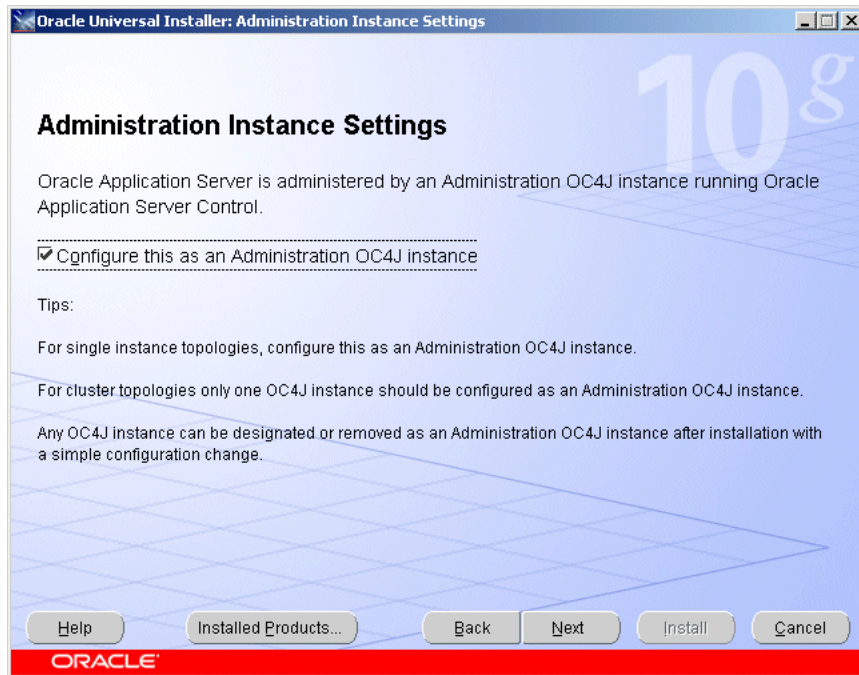 Oracle Universal Installer: Administration Instance Settings
10g
Administration Instance Settings
Oracle Application Server is administered by an Administration OC4J instance running Oracle
Application Server Control.
Configure this as an Administration OC4J instance
Tips:
For single instance topologies, configure this as an Administration OC4J instance.
For cluster topologies only one OC4J instance should be configured as an Administration OC4J instance.
Any OC4J instance can be designated or removed as an Administration OC4J instance after installation with
a simple configuration change.
Help Installed Products... Back Next Install Cancel
ORACLE